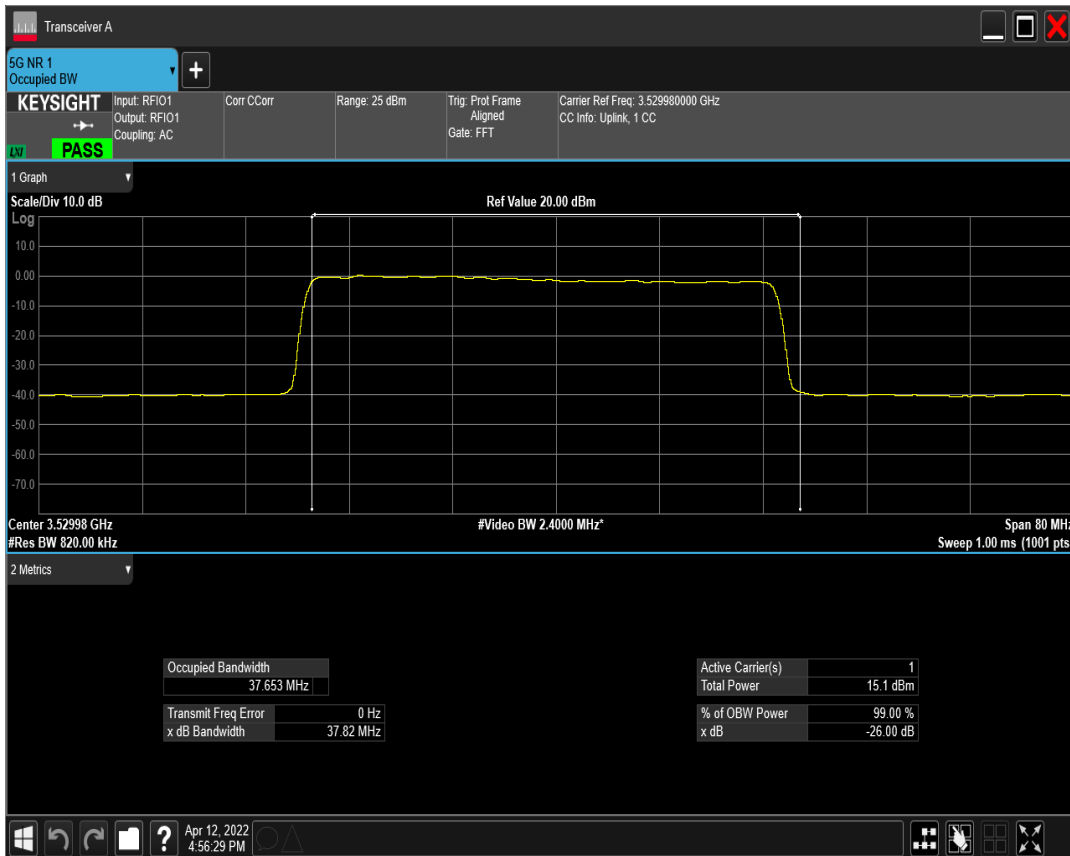 Transceiver A
5G NR 1
Occupied BW
+
KEYSIGHT
LXI
PASS
Input: RFIO1
Output: RFIO1
Coupling: AC
Corr CCorr
Range: 25 dBm
Trig: Prot Frame
Aligned
Gate: FFT
Carrier Ref Freq: 3.529980000 GHz
CC Info: Uplink, 1 CC
1 Graph
Scale/Div 10.0 dB
Ref Value 20.00 dBm
Log
10.0
0.00
-10.0
-20.0
-30.0
-40.0
-50.0
-60.0
-70.0
Center 3.52998 GHz
#Video BW 2.4000 MHz*
Span 80 MHz
#Res BW 820.00 kHz
Sweep 1.00 ms (1001 pts
2 Metrics
Occupied Bandwidth
37.653 MHz
Transmit Freq Error 0 Hz
x dB Bandwidth 37.82 MHz
Active Carrier(s) 1
Total Power 15.1 dBm
% of OBW Power 99.00 %
x dB -26.00 dB
?
Apr 12, 2022
4:56:29 PM